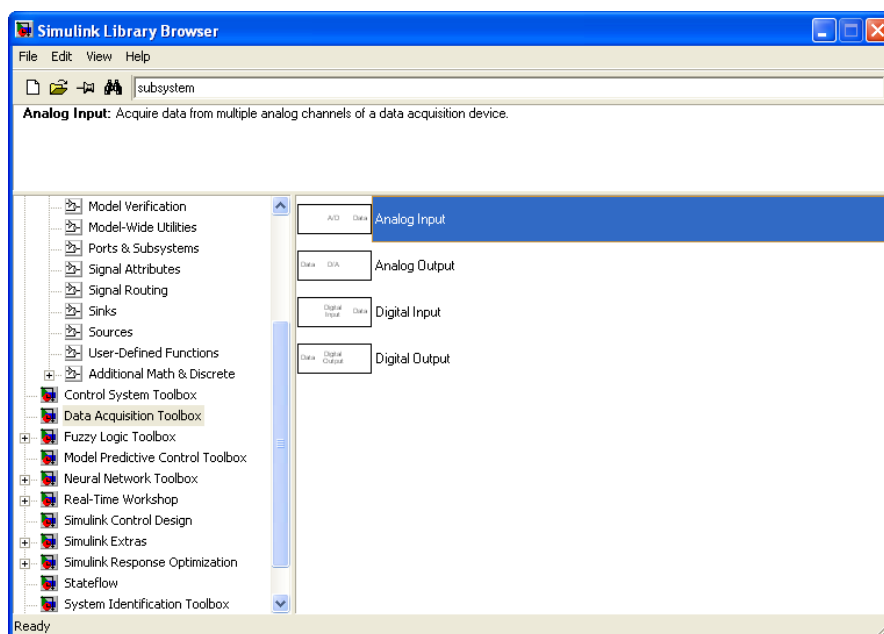 Simulink Library Browser
File Edit View Help
subsystem
Analog Input: Acquire data from multiple analog channels of a data acquisition device.
Model Verification
Model-Wide Utilities
Ports & Subsystems
Signal Attributes
Signal Routing
Sinks
Sources
User-Defined Functions
Additional Math & Discrete
Control System Toolbox
Data Acquisition Toolbox
Fuzzy Logic Toolbox
Model Predictive Control Toolbox
Neural Network Toolbox
Real-Time Workshop
Simulink Control Design
Simulink Extras
Simulink Response Optimization
Stateflow
System Identification Toolbox
A/D Data Analog Input
Data D/A Analog Output
Digital Input Data Digital Input
Data Digital Output Digital Output
Ready